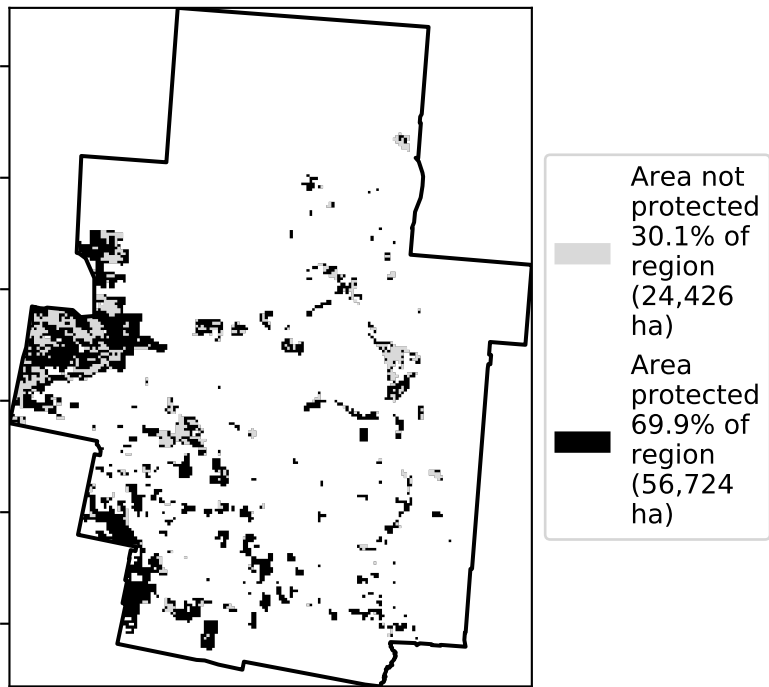 Area not
protected
30.1% of
region
(24,426
ha)
Area
protected
69.9% of
region
(56,724
ha)